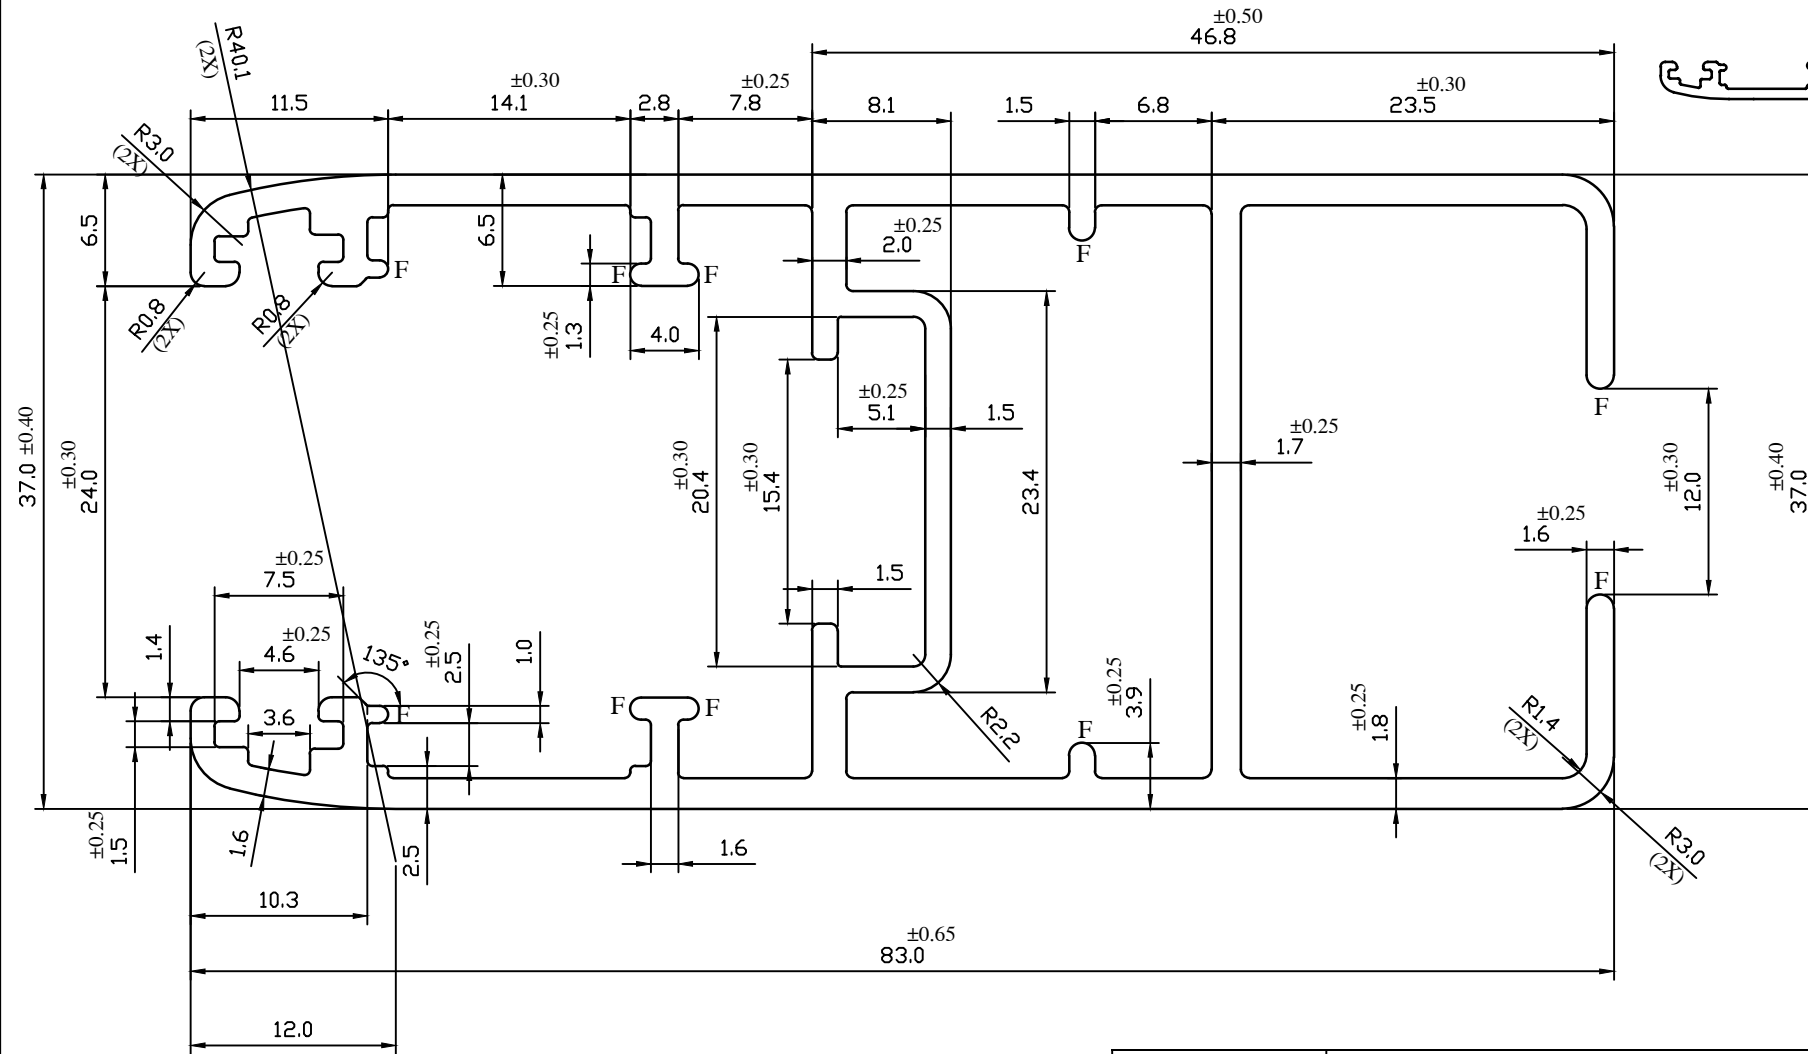 ±0.50
46.8
R40.1
(2X)
11.5
±0.30
14.1
2.8
±0.25
7.8
8.1
1.5
6.8
±0.30
23.5
R3.0
(2X)
6.5
6.5
±0.25
2.0
F
F
F
F
R0.8
(2X)
R0.8
(2X)
±0.25
1.3
4.0
±0.25
5.1
1.5
F
37.0 ±0.40
±0.30
24.0
±0.30
20.4
±0.30
15.4
23.4
±0.25
1.7
±0.30
12.0
±0.40
37.0
±0.25
1.6
±0.25
7.5
1.5
F
1.4
±0.25
4.6
135°
±0.25
2.5
1.0
3.6
F
F
F
F
±0.25
3.9
R2.2
±0.25
1.8
R1.4
(2X)
±0.25
1.5
1.6
2.5
1.6
R3.0
(2X)
10.3
±0.65
83.0
12.0